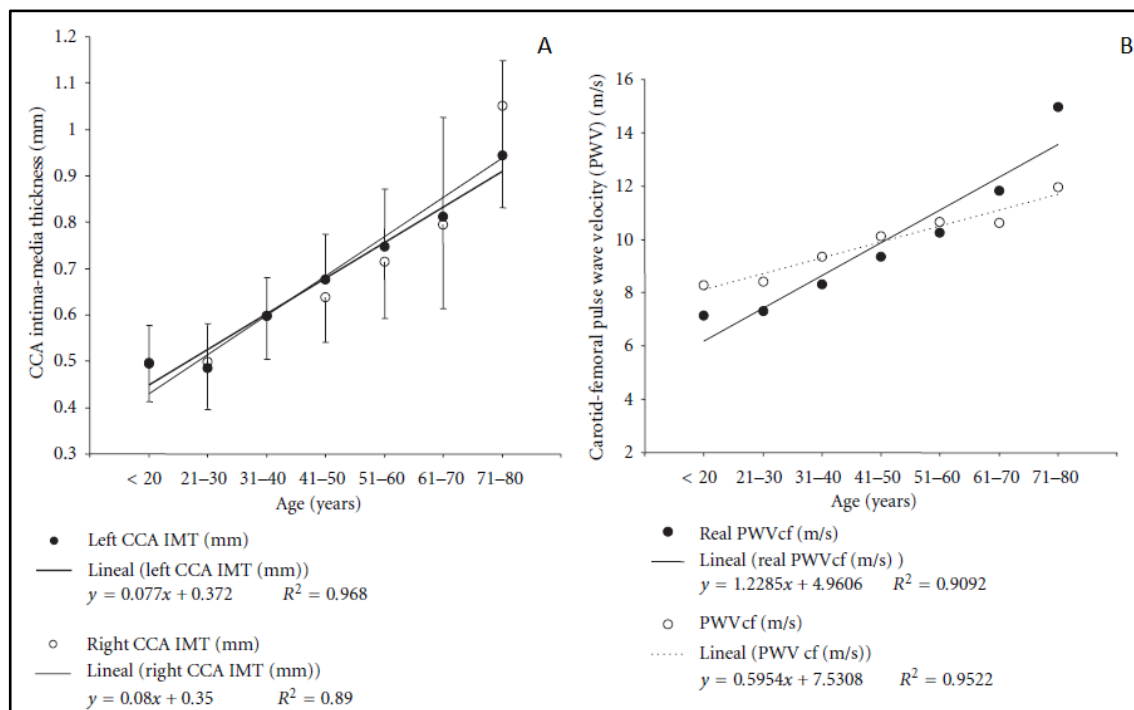 A
CCA intima-media thickness (mm)
1.2
1.1
1
0.9
0.8
0.7
0.6
0.5
0.4
0.3
< 20 21–30 31–40 41–50 51–60 61–70 71–80
Age (years)
Left CCA IMT (mm)
Lineal (left CCA IMT (mm))
y = 0.077x + 0.372 R² = 0.968
Right CCA IMT (mm)
Lineal (right CCA IMT (mm))
y = 0.08x + 0.35 R² = 0.89
B
Carotid-femoral pulse wave velocity (PWV) (m/s)
16
14
12
10
8
6
4
2
< 20 21–30 31–40 41–50 51–60 61–70 71–80
Age (years)
Real PWVcf (m/s)
Lineal (real PWVcf (m/s) )
y = 1.2285x + 4.9606 R² = 0.9092
PWVcf (m/s)
Lineal (PWV cf (m/s))
y = 0.5954x + 7.5308 R² = 0.9522